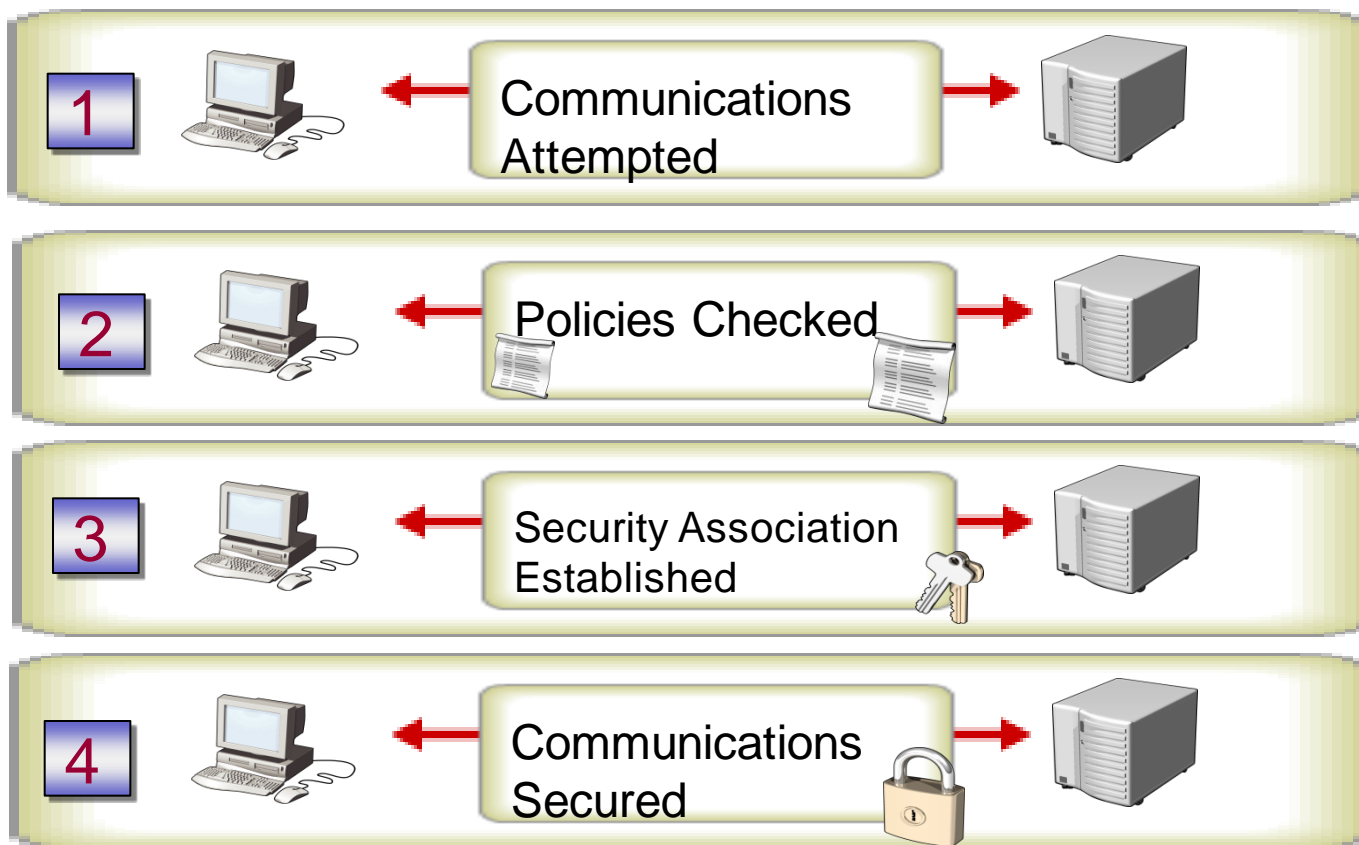 1
Communications
Attempted
2
Policies Checked
3
Security Association
Established
4
Communications
Secured